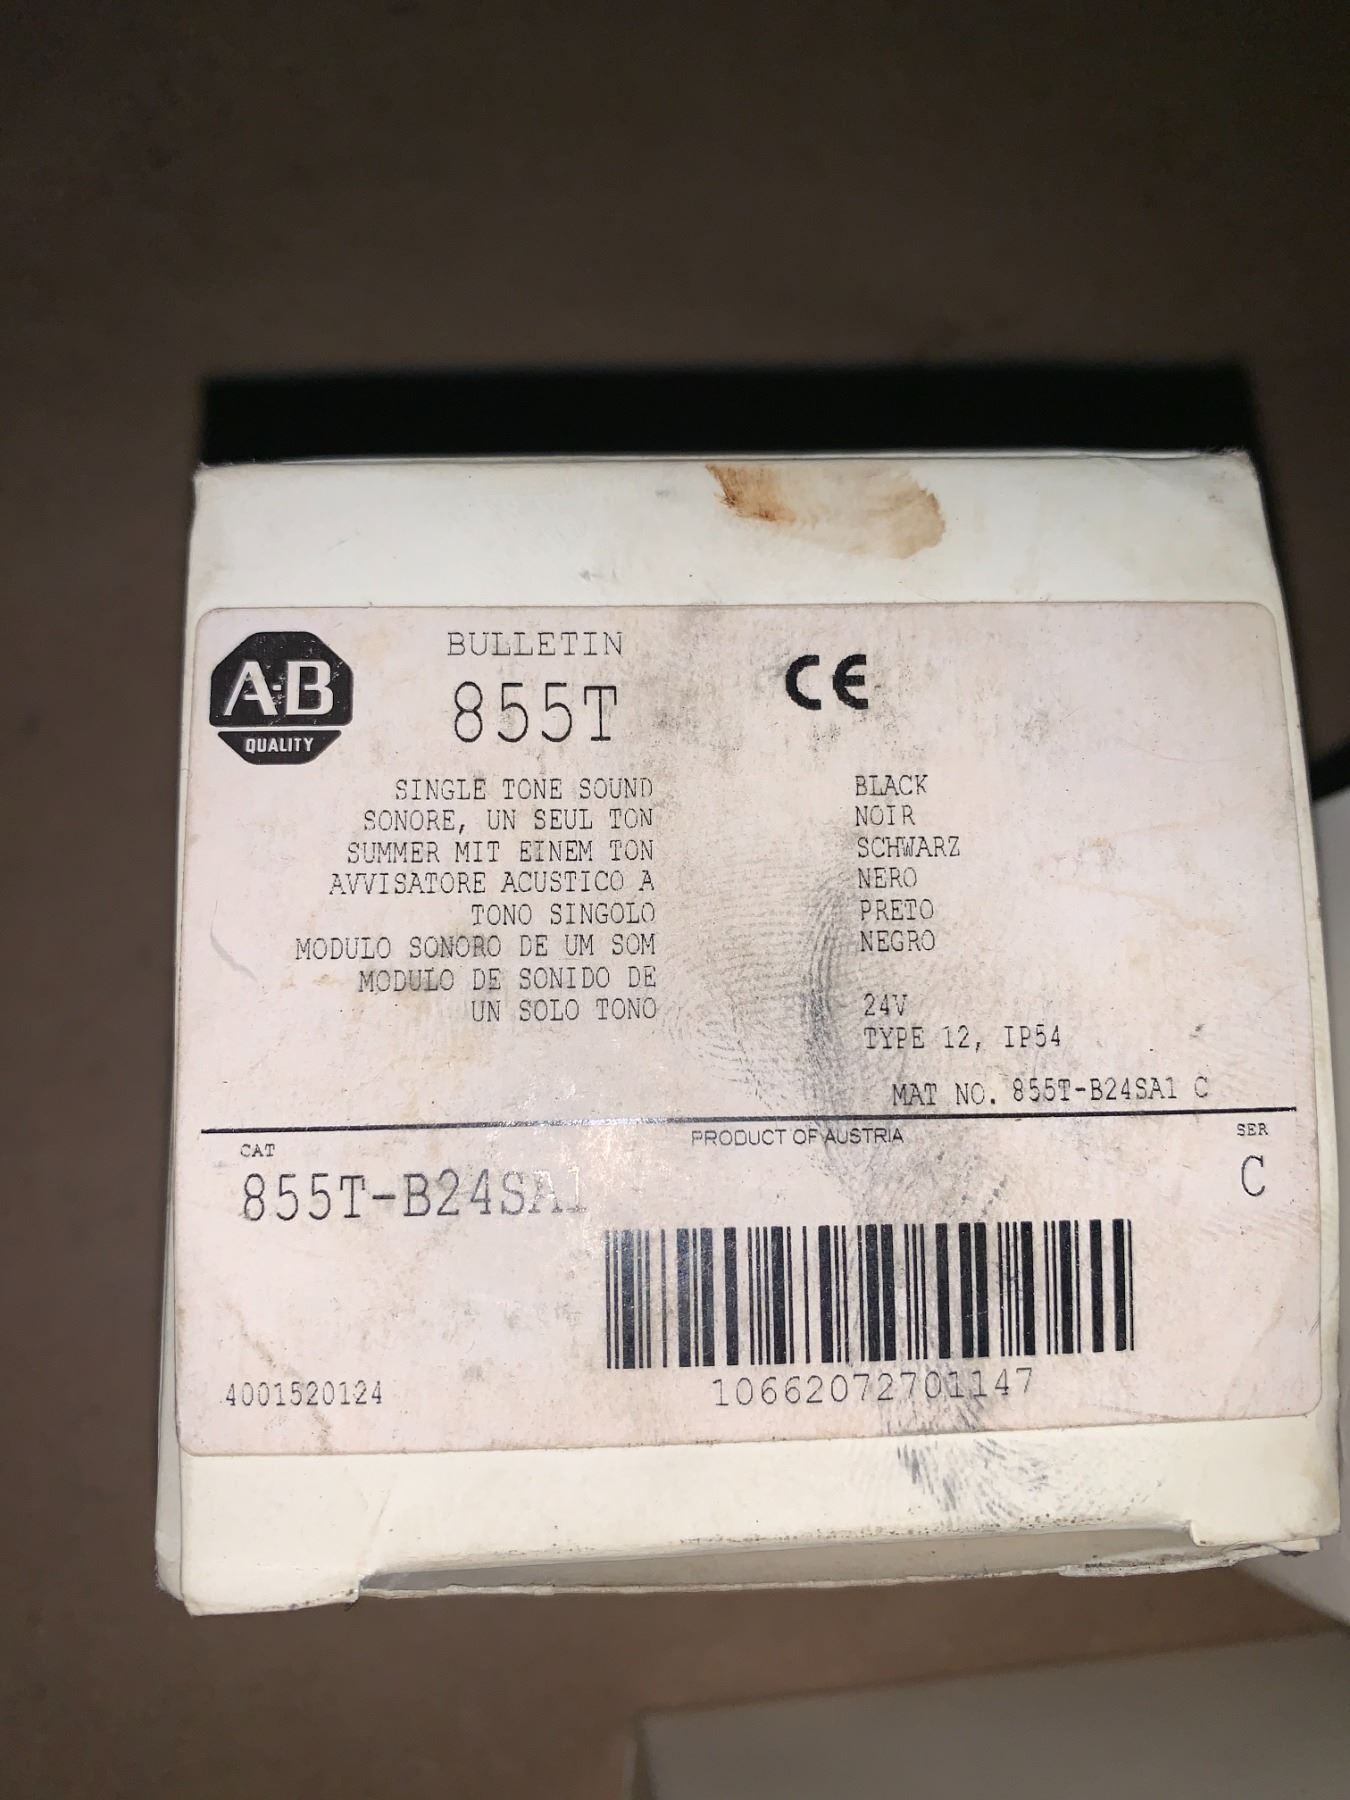 A-B
QUALITY
BULLETIN
855T
CE
SINGLE TONE SOUND
SONORE, UN SEUL TON
SUMMER MIT EINEM TON
AVVISATORE ACUSTICO A
TONO SINGOLO
MODULO SONORO DE UM SOM
MODULO DE SONIDO DE
UN SOLO TONO
BLACK
NOIR
SCHWARZ
NERO
PRETO
NEGRO
24V
TYPE 12, IP54
MAT NO. 855T-B24SA1 C
CAT
PRODUCT OF AUSTRIA
SER
855T-B24SA1
C
4001520124
10662072701147